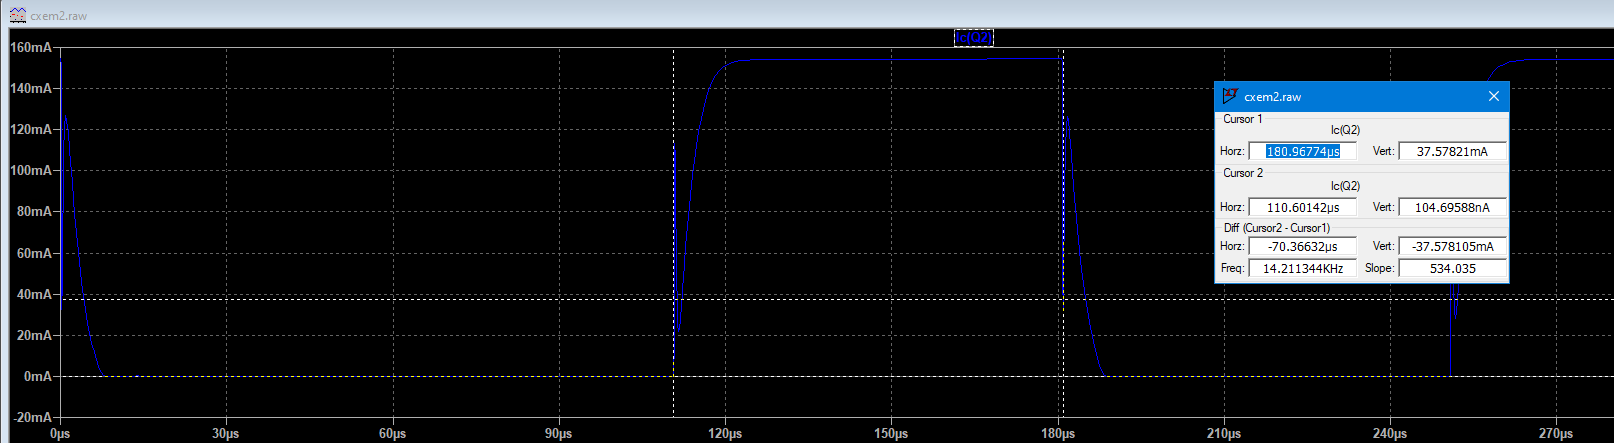 cxem2.raw
Ic(Q2)
160mA
140mA
120mA
100mA
80mA
60mA
40mA
20mA
0mA
-20mA
0µs 30µs 60µs 90µs 120µs 150µs 180µs 210µs 240µs 270µs
cxem2.raw
Cursor 1
Ic(Q2)
Horz: 180.96774µs Vert: 37.57821mA
Cursor 2
Ic(Q2)
Horz: 110.60142µs Vert: 104.69588nA
Diff (Cursor2 - Cursor1)
Horz: -70.36632µs Vert: -37.578105mA
Freq: 14.211344KHz Slope: 534.035